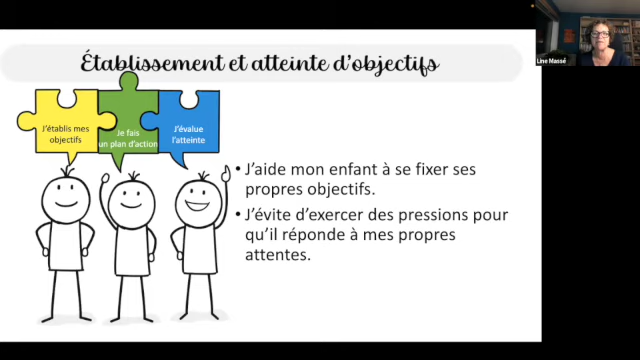 Établissement et atteinte d'objectifs
Line Massé
J'établis mes
objectifs
Je fais
un plan d'action
J'évalue
l'atteinte
• J'aide mon enfant à se fixer ses
propres objectifs.
• J'évite d'exercer des pressions pour
qu'il réponde à mes propres
attentes.